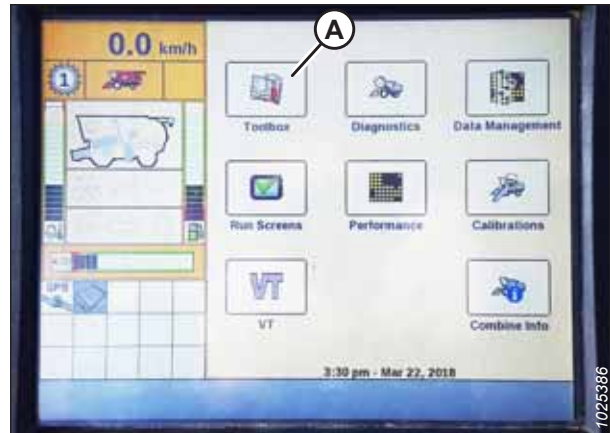 A
0.0 km/h
1
Toolbox
Diagnostics
Data Management
Run Screens
Performance
Calibrations
GPS
VT
VT
Combine Info
3:30 pm - Mar 22, 2018
1025386